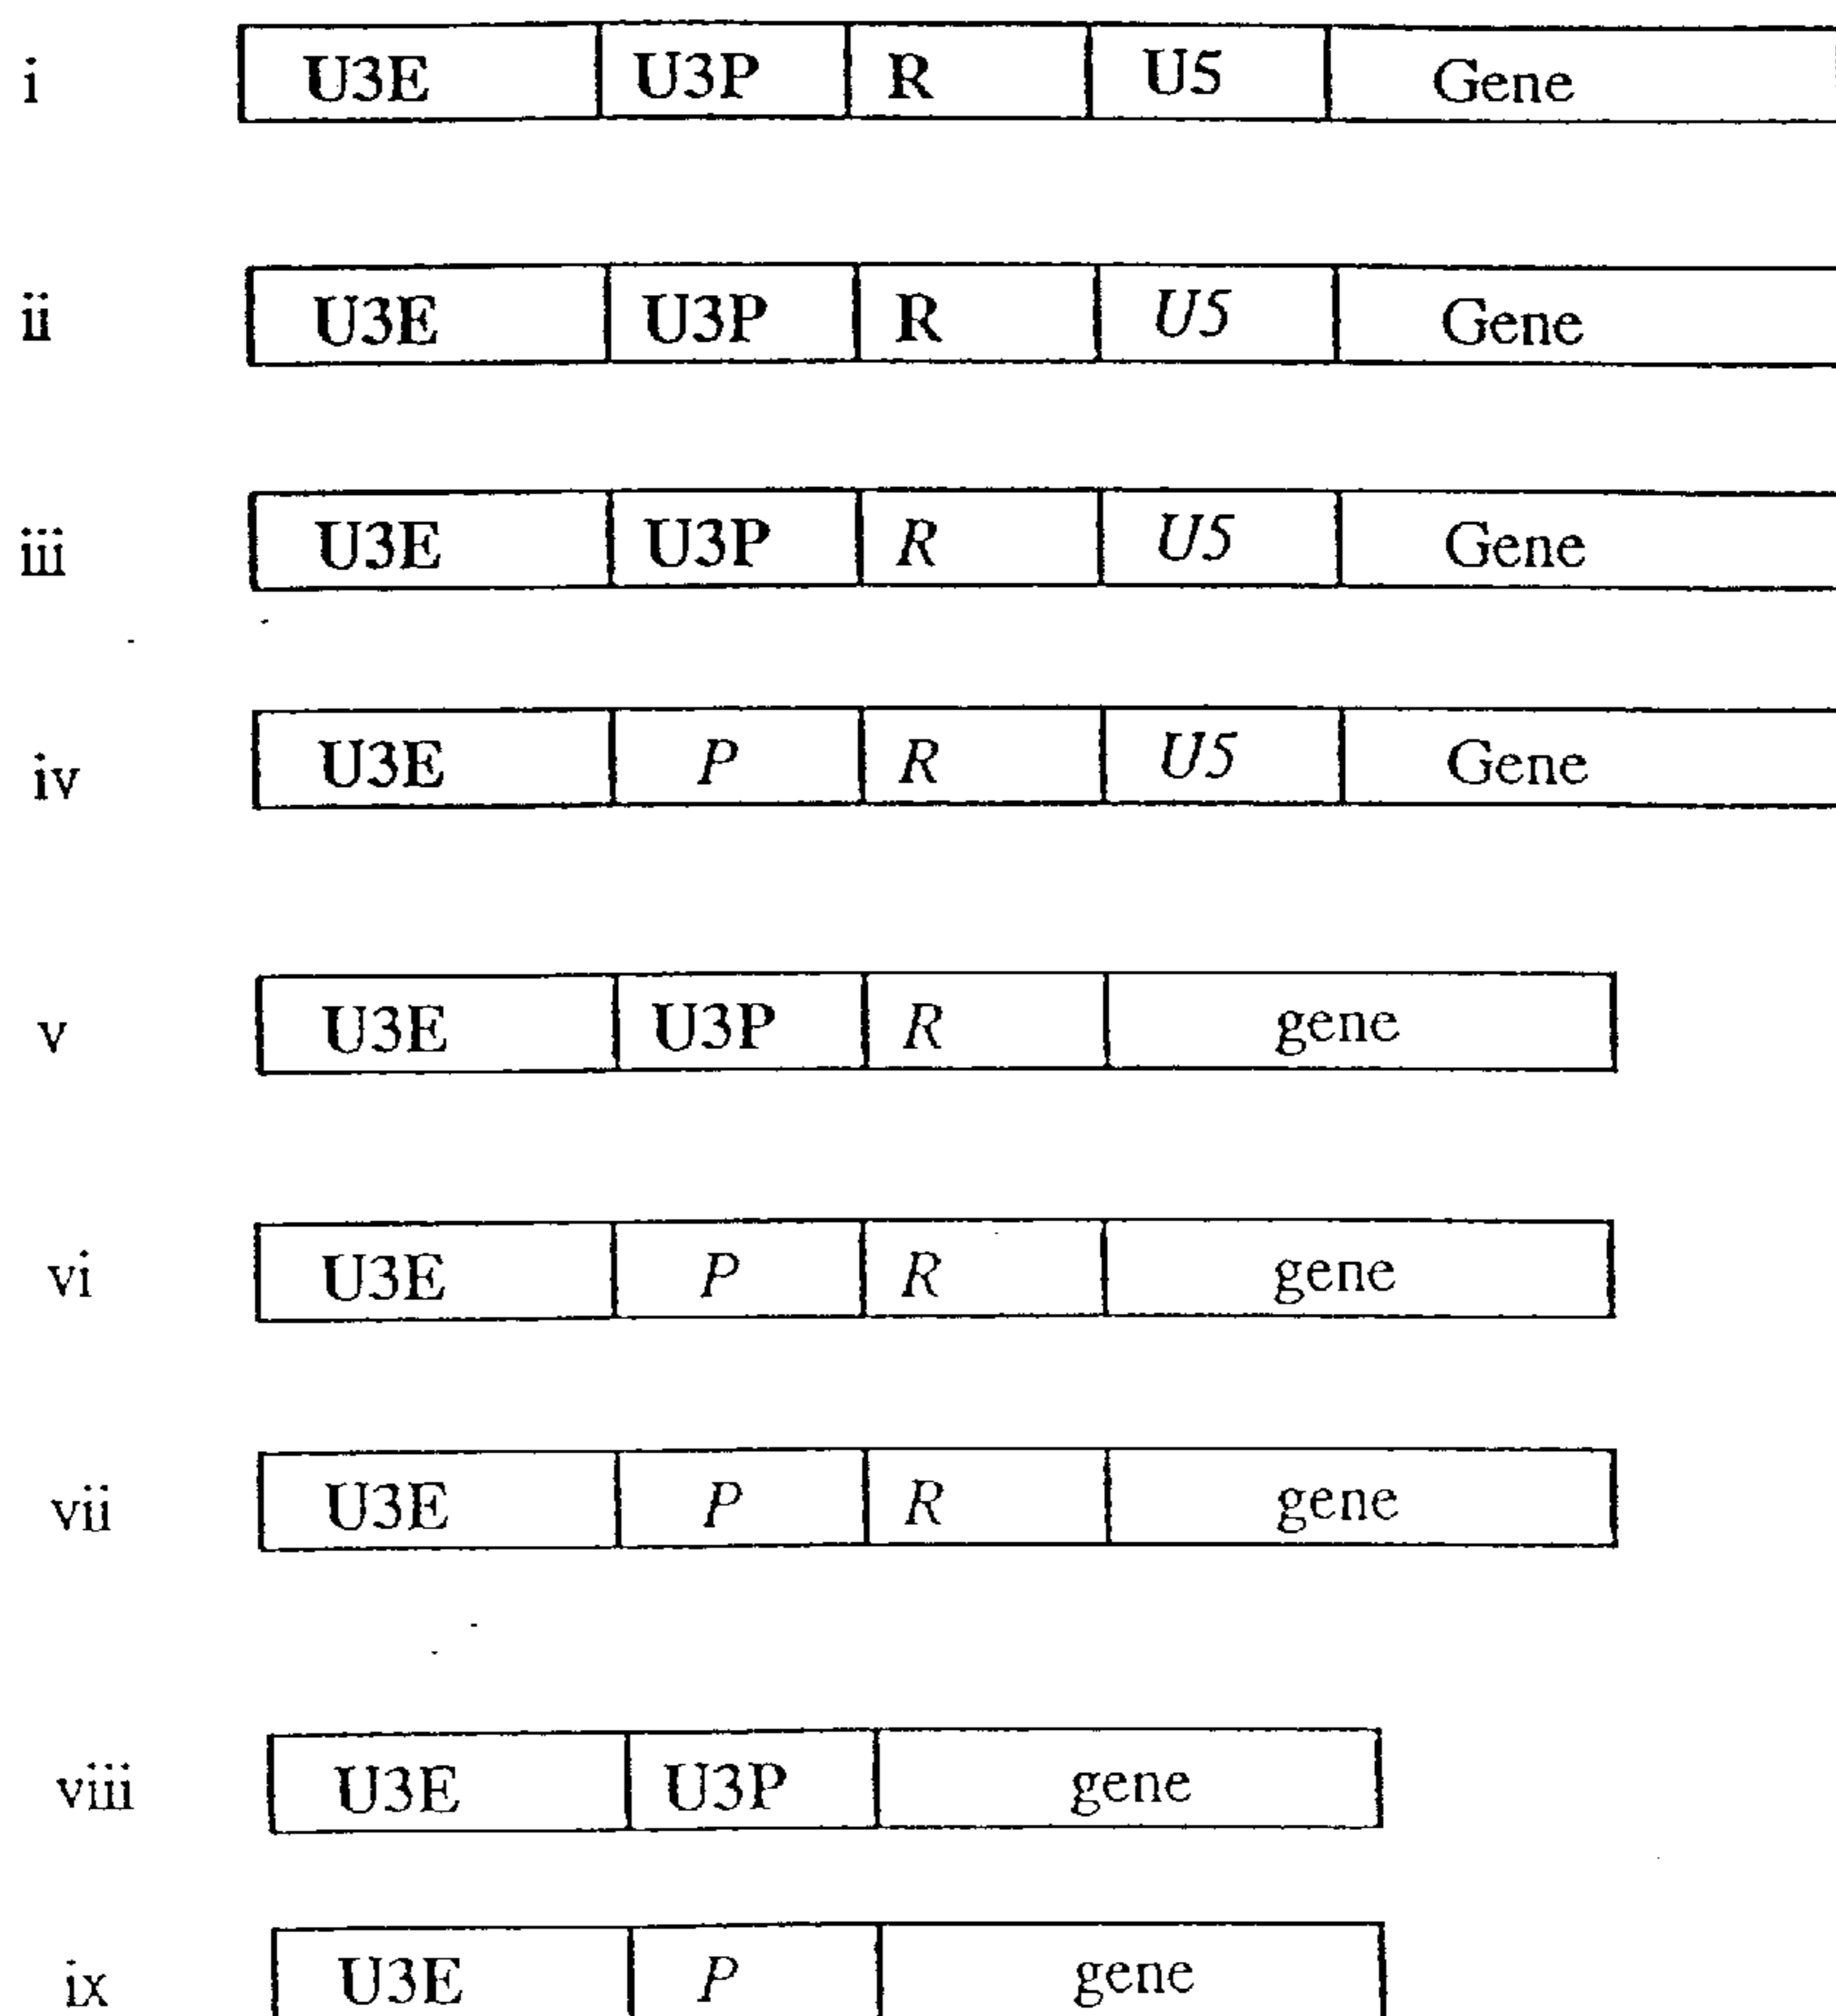 i U3E U3P R U5 Gene
ii U3E U3P R U5 Gene
iii U3E U3P R U5 Gene
iv U3E P R U5 Gene
v U3E U3P R gene
vi U3E P R gene
vii U3E P R gene
viii U3E U3P gene
ix U3E P gene